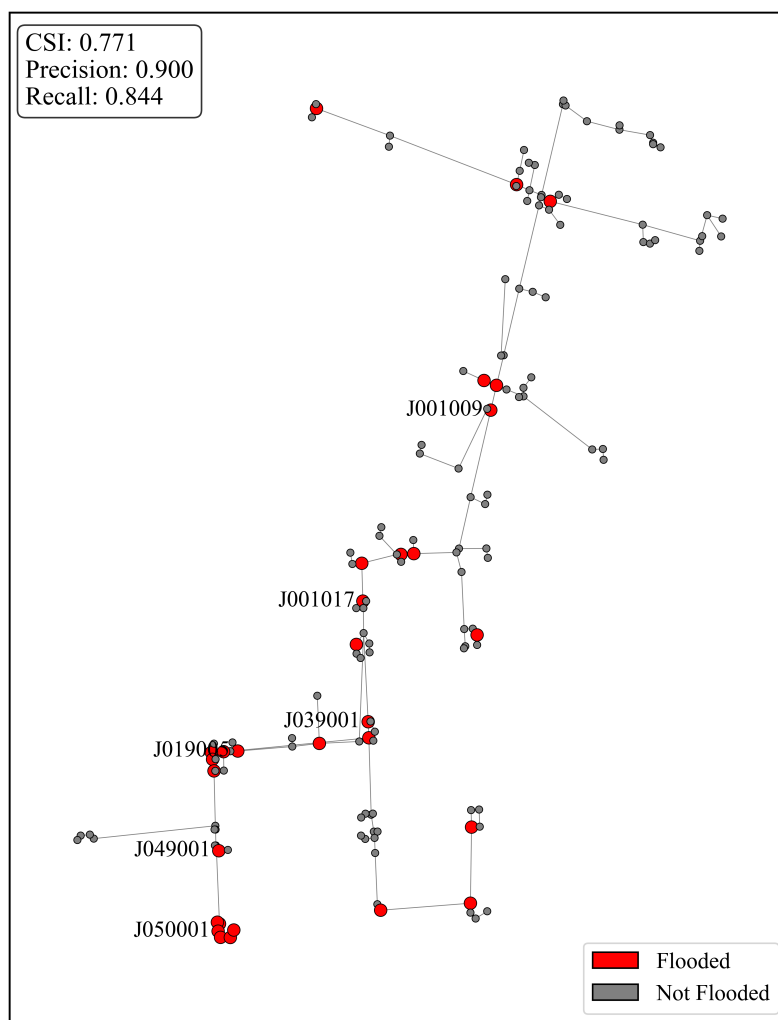 CSI: 0.771
Precision: 0.900
Recall: 0.844
J001009
J001017
J039001
J049001
J050001
Flooded
Not Flooded